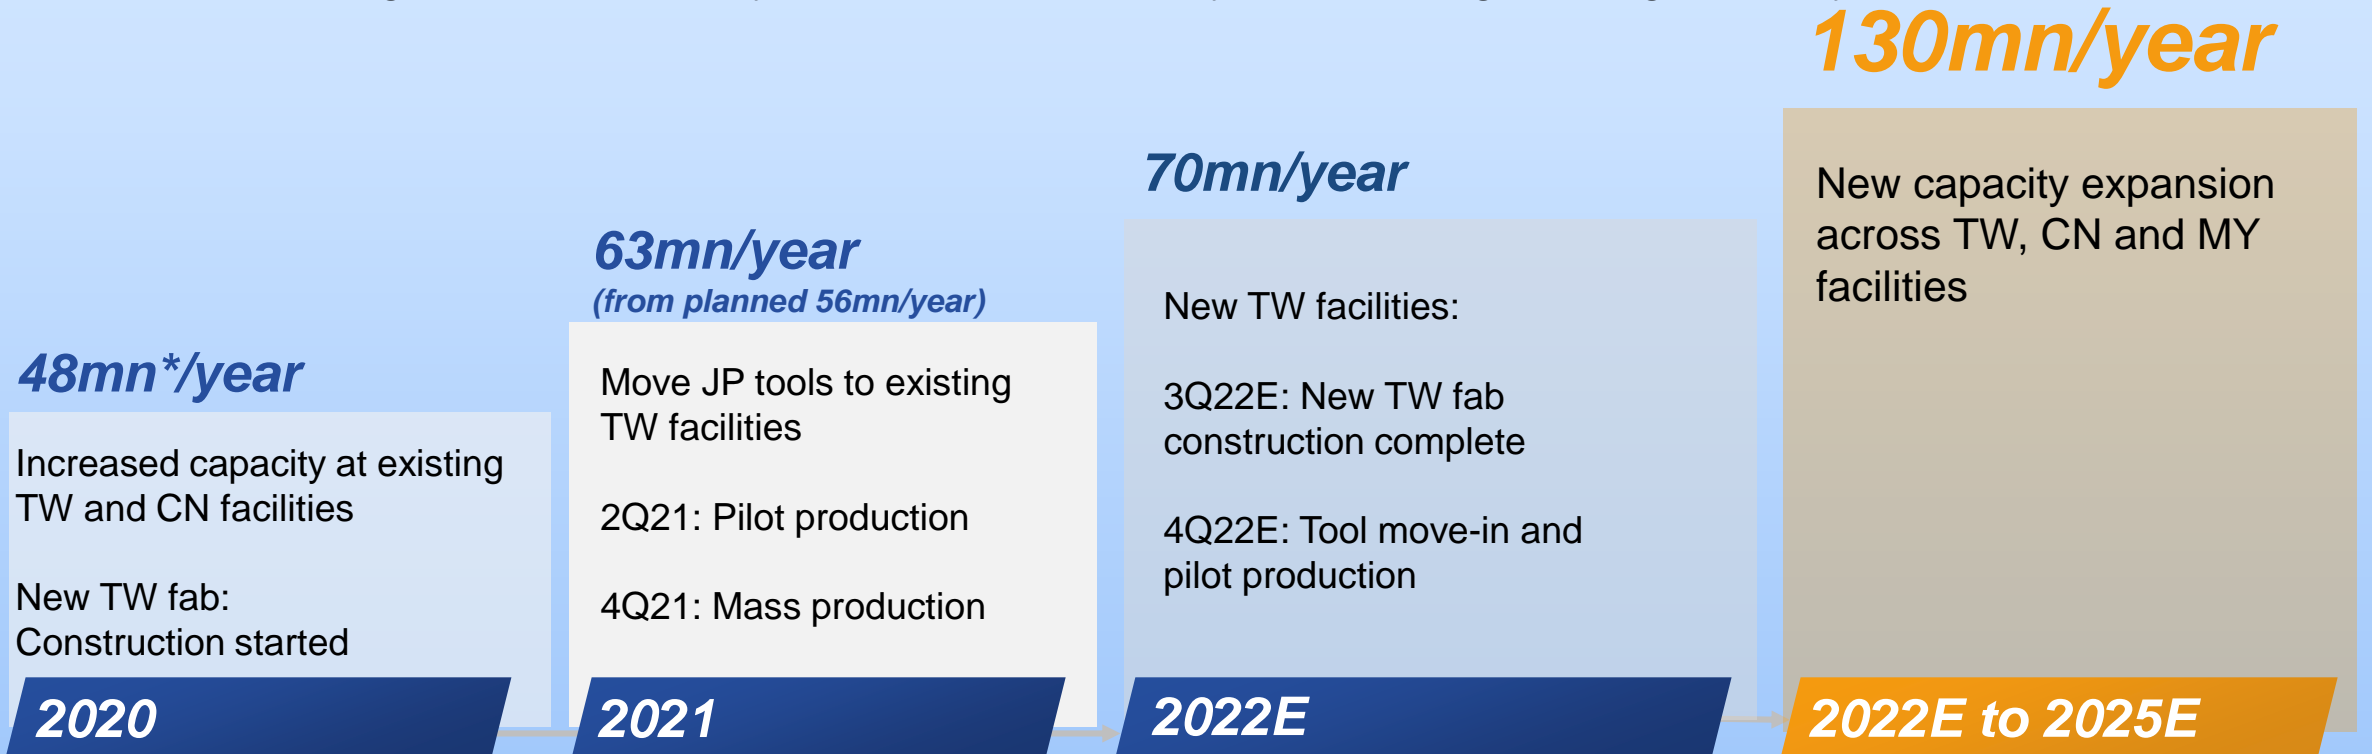 48mn*/year
Increased capacity at existing
TW and CN facilities
New TW fab:
Construction started
2020
63mn/year
(from planned 56mn/year)
Move JP tools to existing
TW facilities
2Q21: Pilot production
4Q21: Mass production
2021
70mn/year
New TW facilities:
3Q22E: New TW fab
construction complete
4Q22E: Tool move-in and
pilot production
2022E
130mn/year
New capacity expansion
across TW, CN and MY
facilities
2022E to 2025E